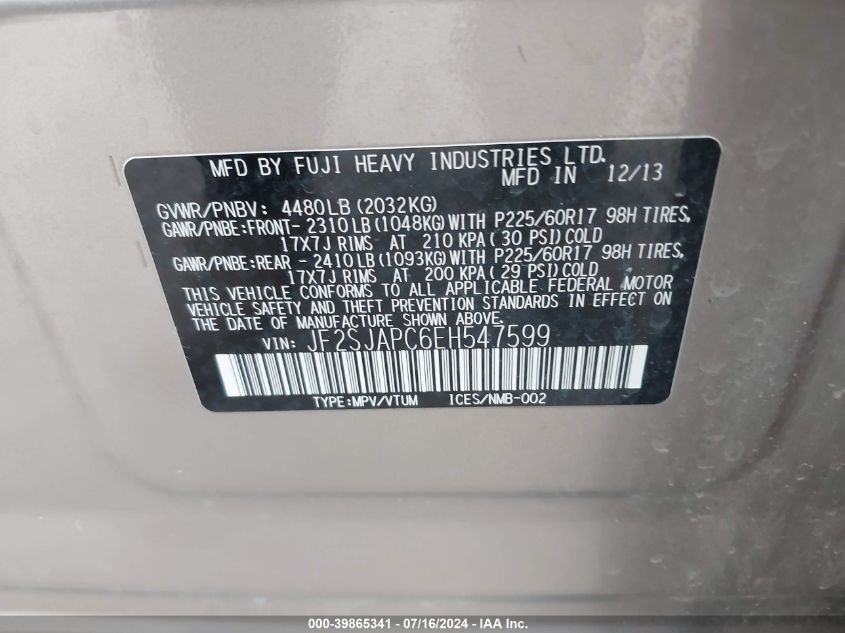 MFD BY FUJI HEAVY INDUSTRIES LTD.
MFD IN 12/13
GVWR/PNBV: 4480LB (2032KG)
GAWR/PNBE:FRONT- 2310LB (1048KG) WITH P225/60R17 98H TIRES,
17X7J RIMS AT 210 KPA ( 30 PSI) COLD
GAWR/PNBE:REAR - 2410LB (1093KG) WITH P225/60R17 98H TIRES,
17X7J RIMS AT 200 KPA ( 29 PSI) COLD
THIS VEHICLE CONFORMS TO ALL APPLICABLE FEDERAL MOTOR
VEHICLE SAFETY AND THEFT PREVENTION STANDARDS IN EFFECT ON
THE DATE OF MANUFACTURE SHOWN ABOVE.
VIN: JF2SJAPC6EH547599
TYPE:MPV/VTUM ICES/NMB-002
000-39865341 - 07/16/2024 - IAA Inc.